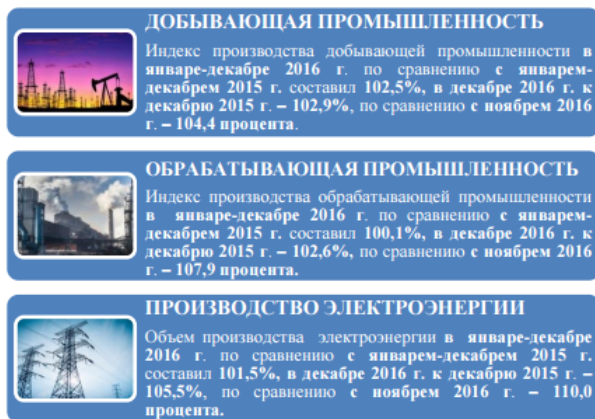 ДОБЫВАЮЩАЯ ПРОМЫШЛЕННОСТЬ
Индекс производства добывающей промышленности в
январе-декабре 2016 г. по сравнению с январем-
декабрем 2015 г. составил 102,5%, в декабре 2016 г. к
декабрю 2015 г. – 102,9%, по сравнению с ноябрем 2016
г. – 104,4 процента.
ОБРАБАТЫВАЮЩАЯ ПРОМЫШЛЕННОСТЬ
Индекс производства обрабатывающей промышленности
в январе-декабре 2016 г. по сравнению с январем-
декабрем 2015 г. составил 100,1%, в декабре 2016 г. к
декабрю 2015 г. – 102,6%, по сравнению с ноябрем 2016
г. – 107,9 процента.
ПРОИЗВОДСТВО ЭЛЕКТРОЭНЕРГИИ
Объем производства электроэнергии в январе-декабре
2016 г. по сравнению с январем-декабрем 2015 г.
составил 101,5%, в декабре 2016 г. к декабрю 2015 г. –
105,5%, по сравнению с ноябрем 2016 г. – 110,0
процента.